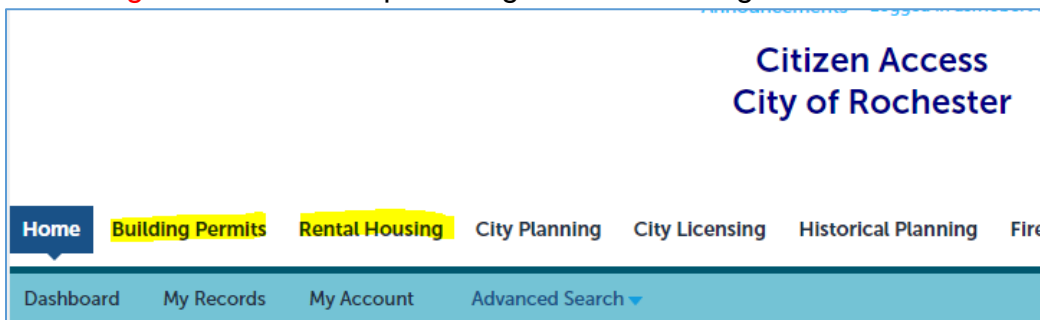 Citizen Access
City of Rochester
Home Building Permits Rental Housing City Planning City Licensing Historical Planning Fire
Dashboard My Records My Account Advanced Search